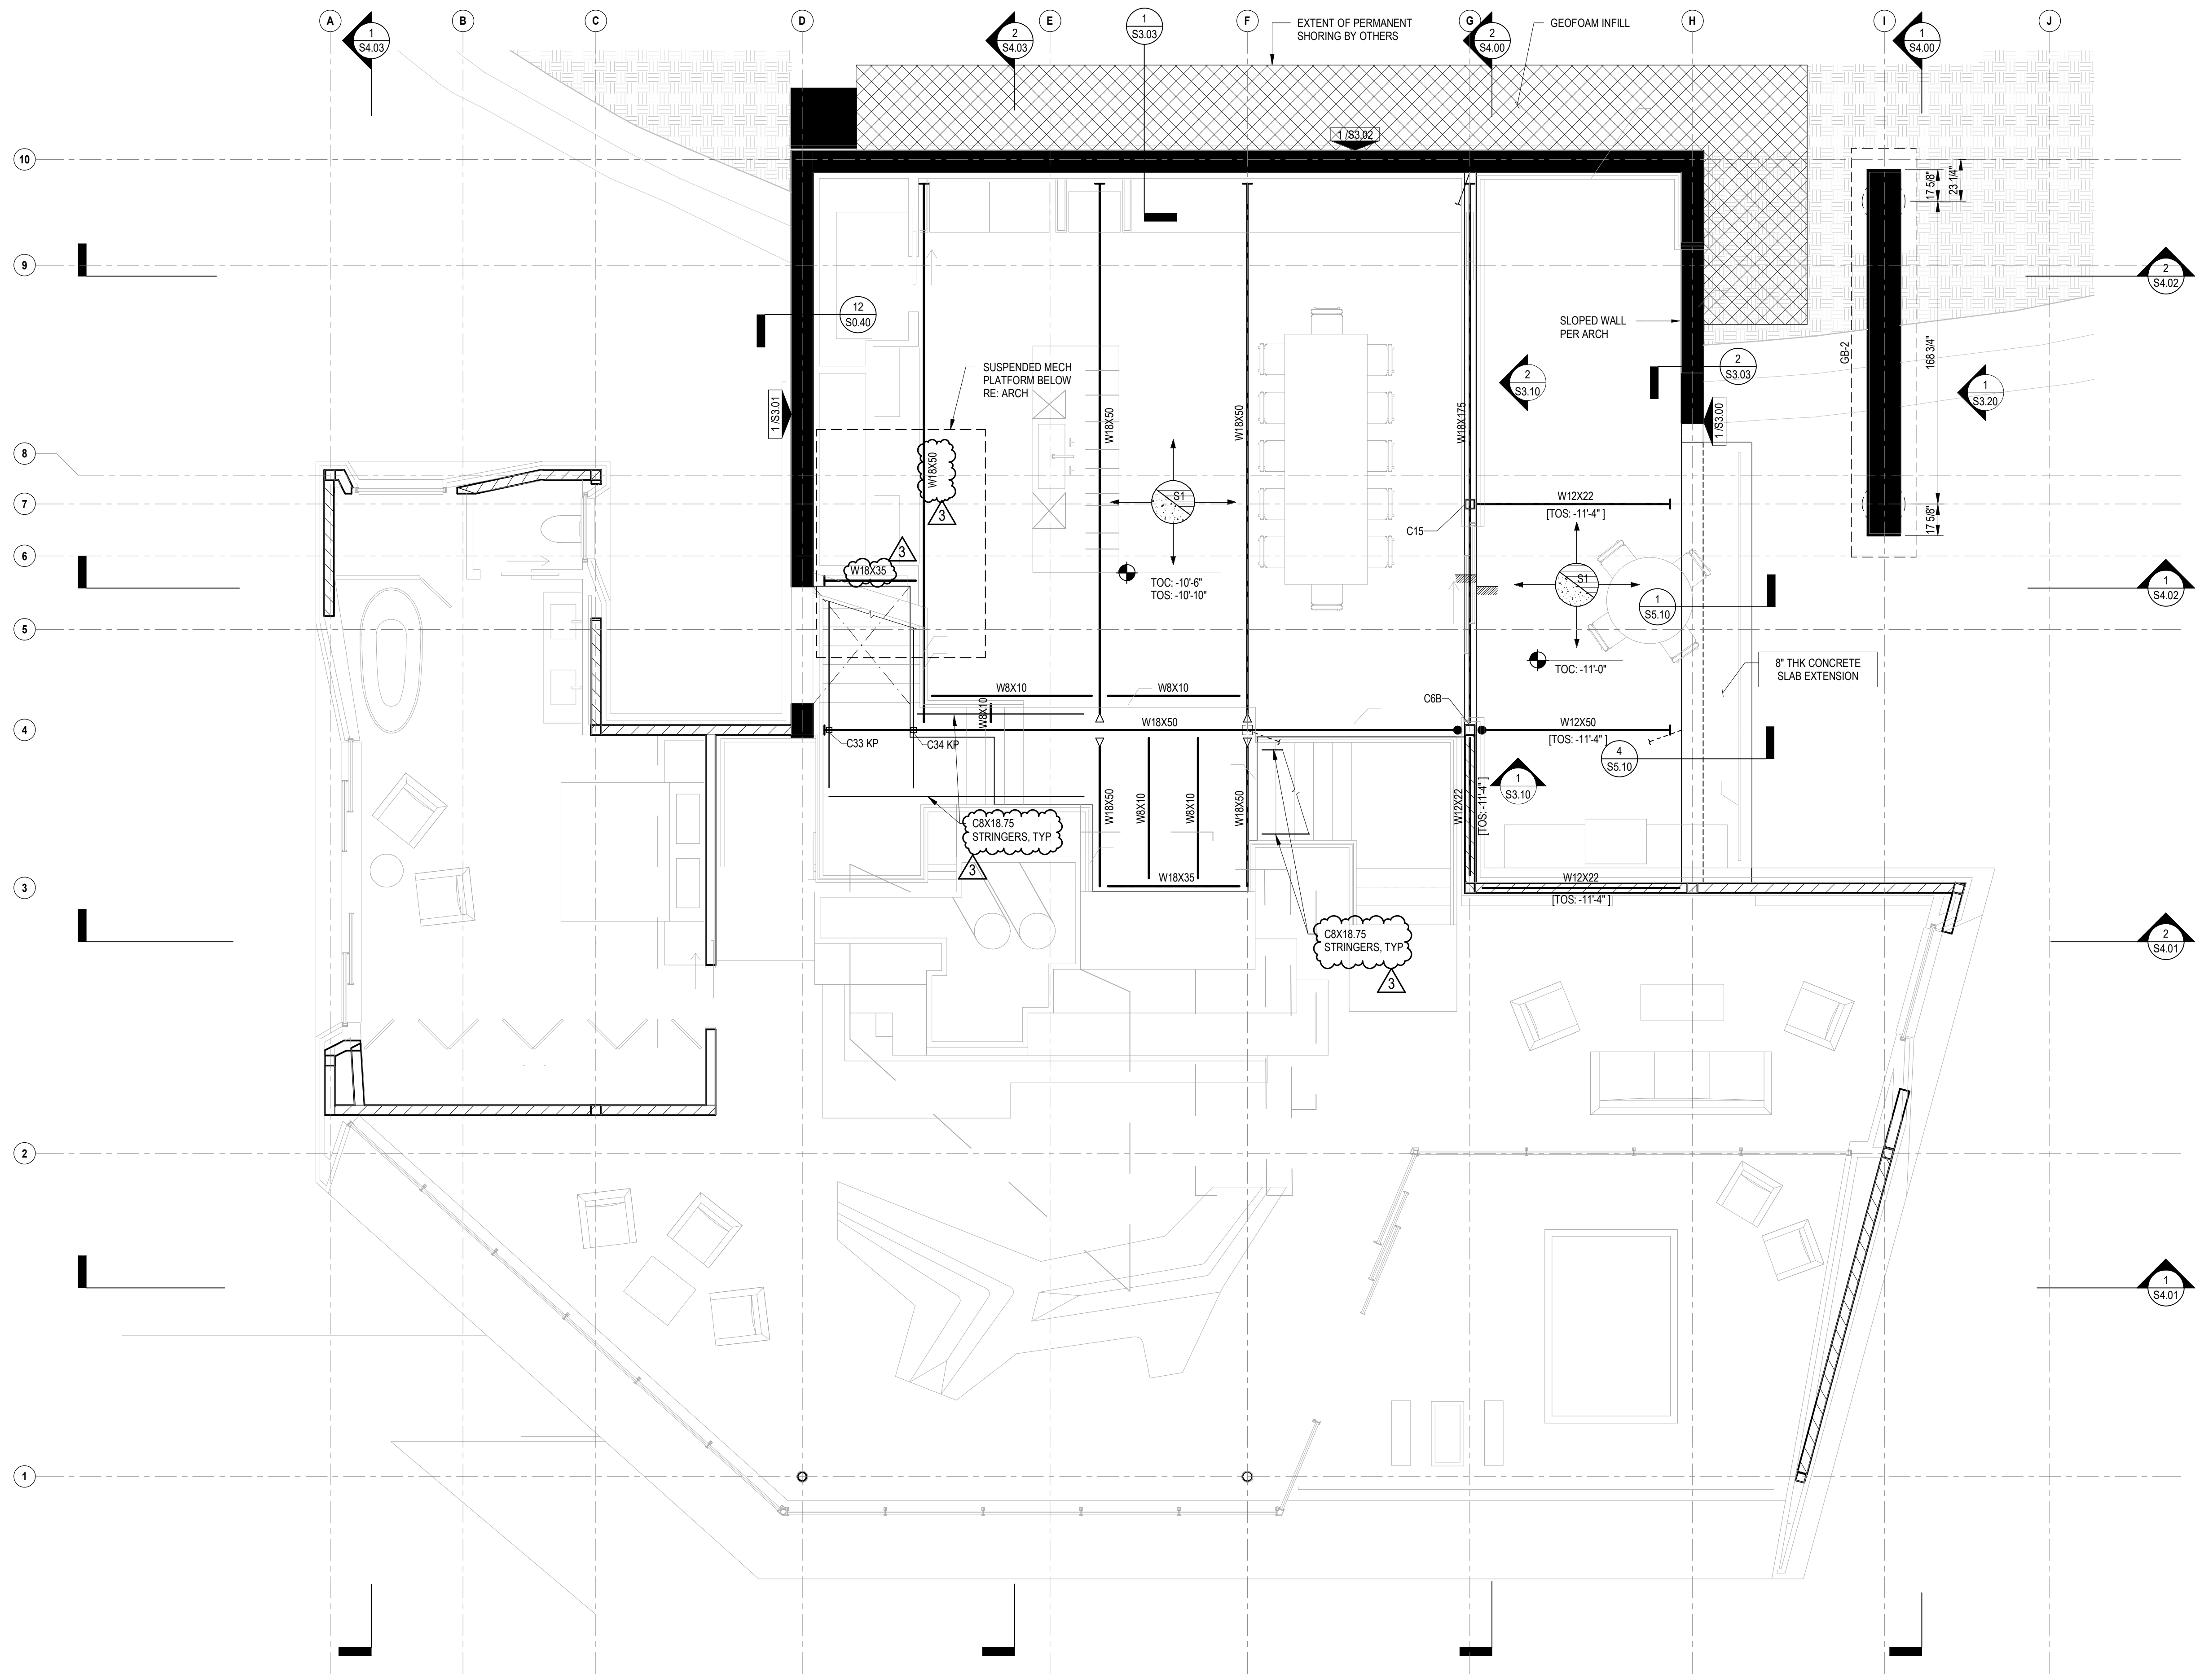 A
B
C
D
E
F
G
H
I
J
1
S4.03
2
S4.03
1
S3.03
2
S4.00
1
S4.00
EXTENT OF PERMANENT
SHORING BY OTHERS
GEOFOAM INFILL
10
1 /S3.02
17 5/8"
23 1/4"
9
2
S4.02
12
S0.40
SLOPED WALL
PER ARCH
GB-2
168 3/4"
SUSPENDED MECH
PLATFORM BELOW
RE: ARCH
2
S3.10
2
S3.03
1
S3.20
1 /S3.01
W18X50
W18X50
W18X175
1 /S3.00
8
W18X50
3
S1
7
W12X22
[TOS: -11'-4" ]
C15
17 5/8"
6
3
W18X35
TOC: -10'-6"
TOS: -10'-10"
S1
1
S5.10
1
S4.02
5
TOC: -11'-0"
8" THK CONCRETE
SLAB EXTENSION
W8X10
W8X10
W8X10
C6B
4
C33 KP
C34 KP
W18X50
W12X50
[TOS: -11'-4" ]
4
S5.10
1
S3.10
W18X50
W8X10
W8X10
W18X50
W12X22
[TOS: -11'-4" ]
C8X18.75
STRINGERS, TYP
3
3
W18X35
W12X22
[TOS: -11'-4" ]
C8X18.75
STRINGERS, TYP
3
2
S4.01
2
1
S4.01
1